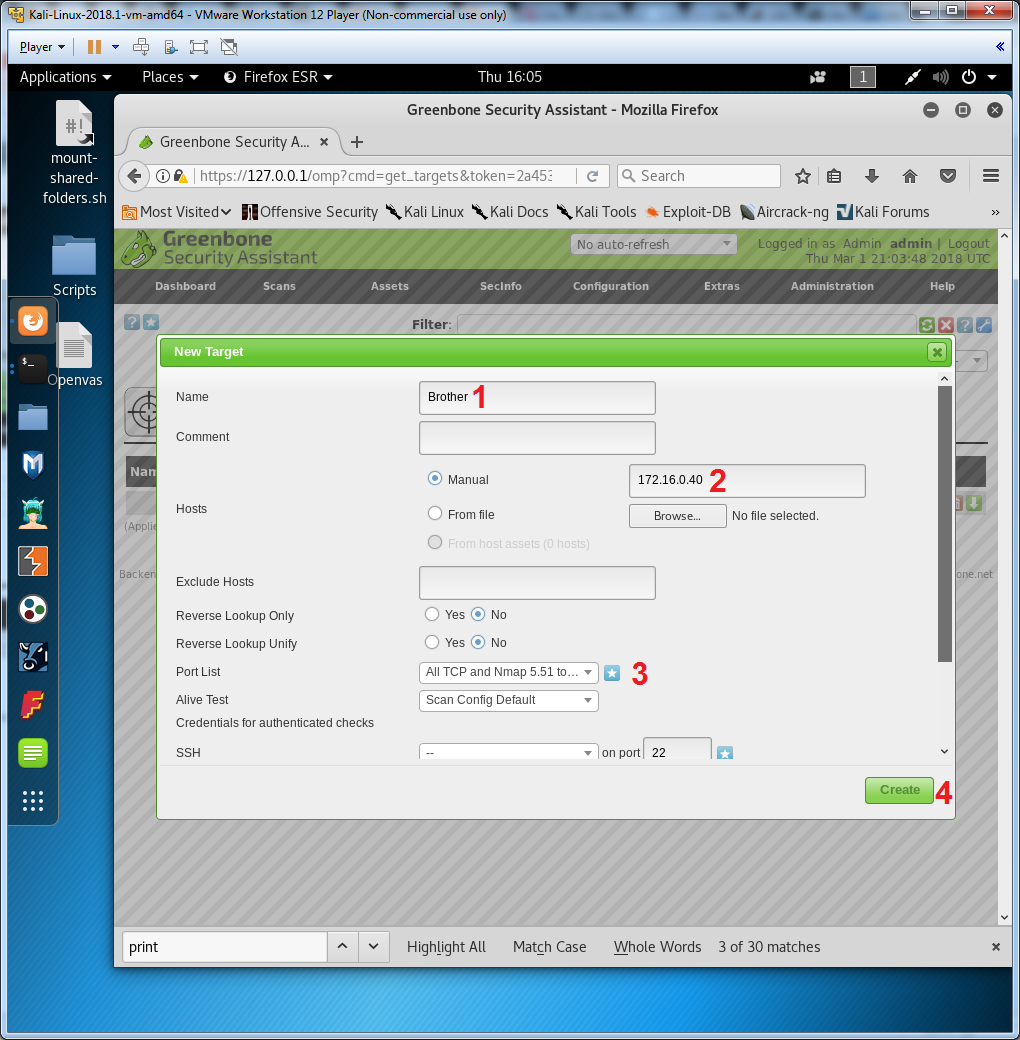 Kali-Linux-2018.1-vm-amd64 - VMware Workstation 12 Player (Non-commercial use only)
Player
Applications Places Firefox ESR Thu 16:05 1
#!
mount-
shared-
folders.sh
Scripts
Openvas
Greenbone Security Assistant - Mozilla Firefox
Greenbone Security A...
https://127.0.0.1/omp?cmd=get_targets&token=2a453 Search
Most Visited Offensive Security Kali Linux Kali Docs Kali Tools Exploit-DB Aircrack-ng Kali Forums »
Greenbone
Security Assistant
No auto-refresh
Logged in as Admin admin | Logout
Thu Mar 1 21:03:48 2018 UTC
Dashboard Scans Assets SecInfo Configuration Extras Administration Help
Filter:
New Target
Name Brother 1
Comment
Hosts
Manual 172.16.0.40 2
From file Browse... No file selected.
From host assets (0 hosts)
Exclude Hosts
Reverse Lookup Only Yes No
Reverse Lookup Unify Yes No
Port List All TCP and Nmap 5.51 to... 3
Alive Test Scan Config Default
Credentials for authenticated checks
SSH -- on port 22
Create 4
Nam
(Applie
Backen
one.net
print Highlight All Match Case Whole Words 3 of 30 matches